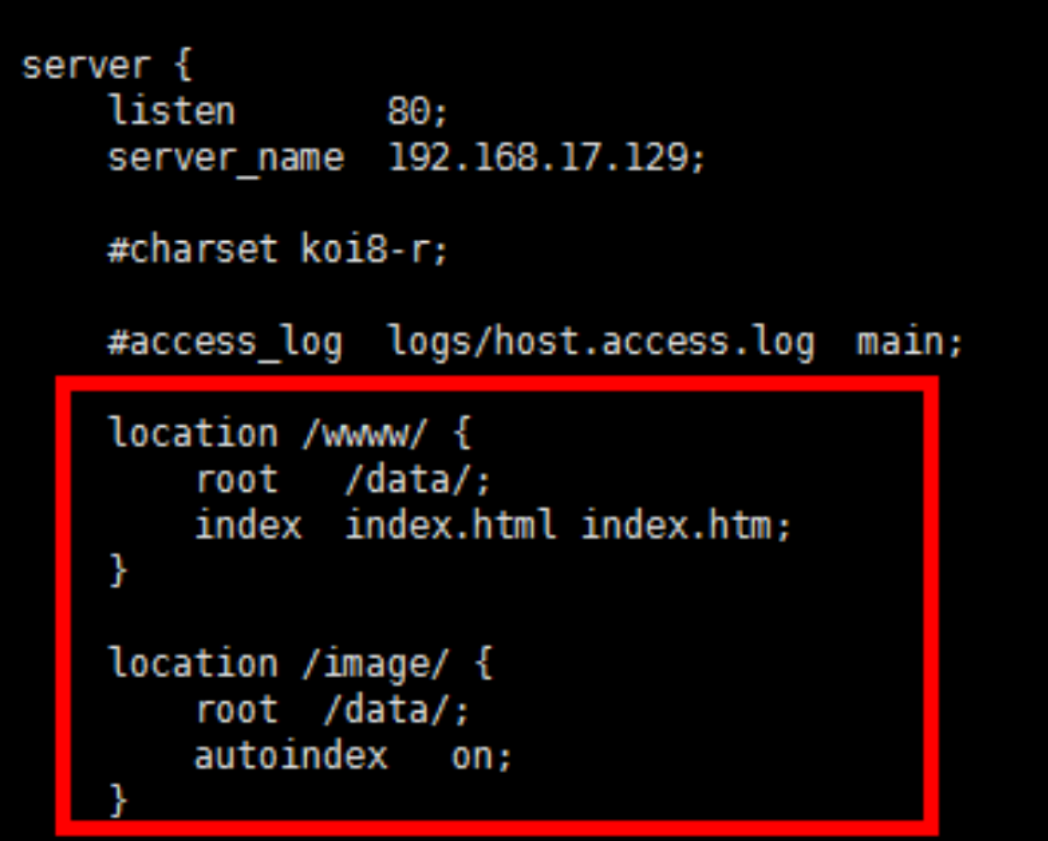 server {
    listen       80;
    server_name  192.168.17.129;
    #charset koi8-r;
    #access_log  logs/host.access.log  main;
    location /wwww/ {
        root   /data/;
        index  index.html index.htm;
    }
    location /image/ {
        root  /data/;
        autoindex   on;
    }